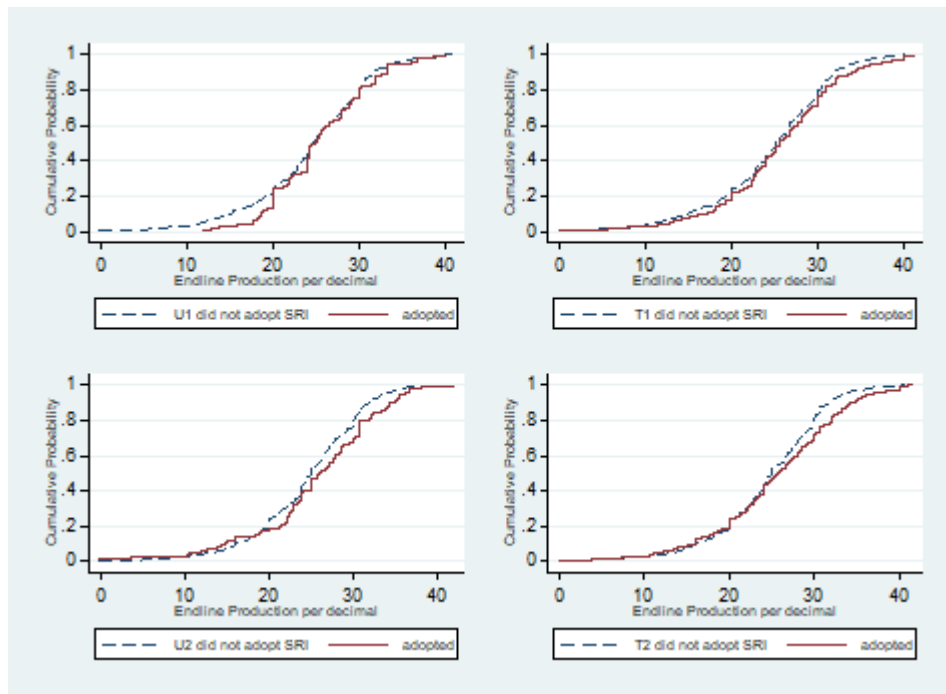 Cumulative Probability
1
.8
.6
.4
.2
0
0 10 20 30 40
Endline Production per decimal
U1 did not adopt SRI adopted
Cumulative Probability
1
.8
.6
.4
.2
0
0 10 20 30 40
Endline Production per decimal
T1 did not adopt SRI adopted
Cumulative Probability
1
.8
.6
.4
.2
0
0 10 20 30 40
Endline Production per decimal
U2 did not adopt SRI adopted
Cumulative Probability
1
.8
.6
.4
.2
0
0 10 20 30 40
Endline Production per decimal
T2 did not adopt SRI adopted